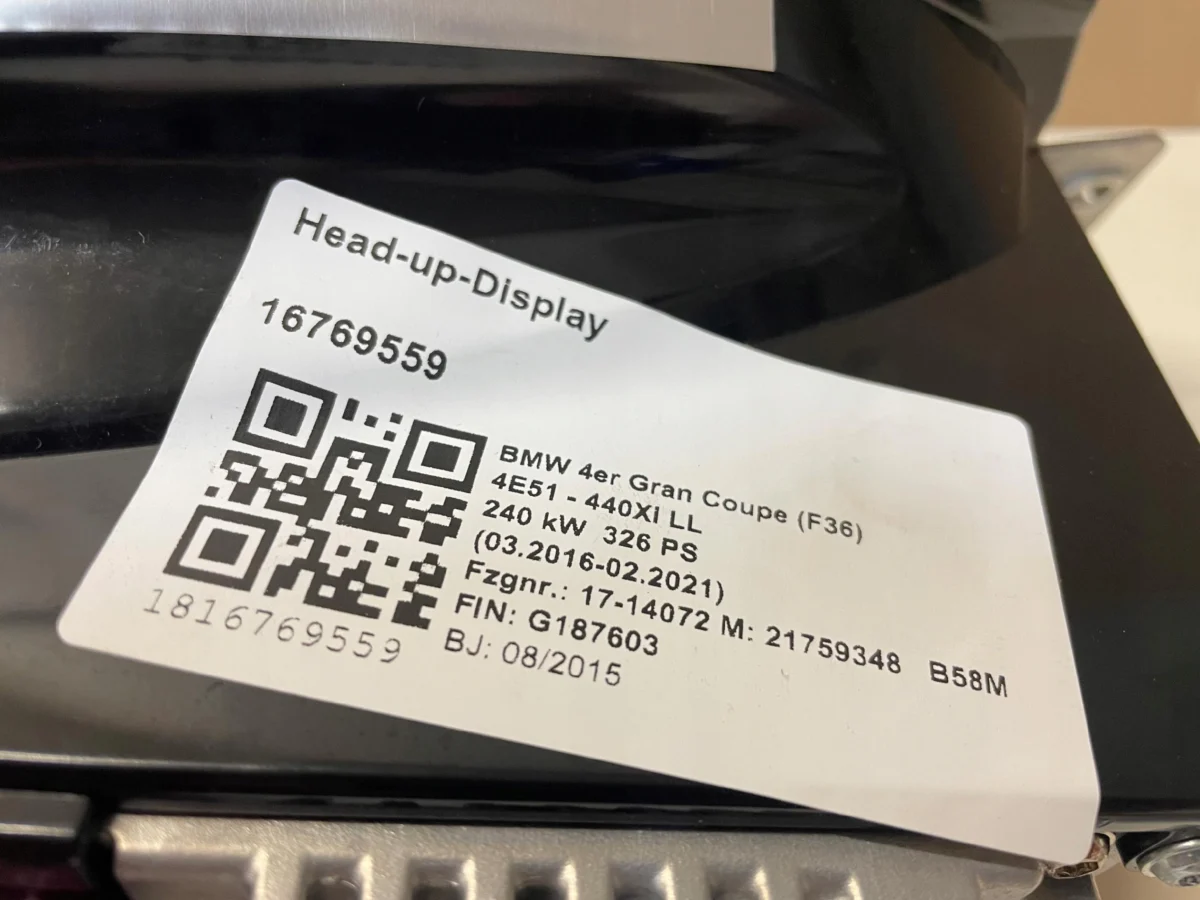 Head-up-Display
16769559
BMW 4er Gran Coupe (F36)
4E51 - 440XI LL
240 kW 326 PS
(03.2016-02.2021)
Fzgnr.: 17-14072 M: 21759348 B58M
FIN: G187603
BJ: 08/2015
1816769559